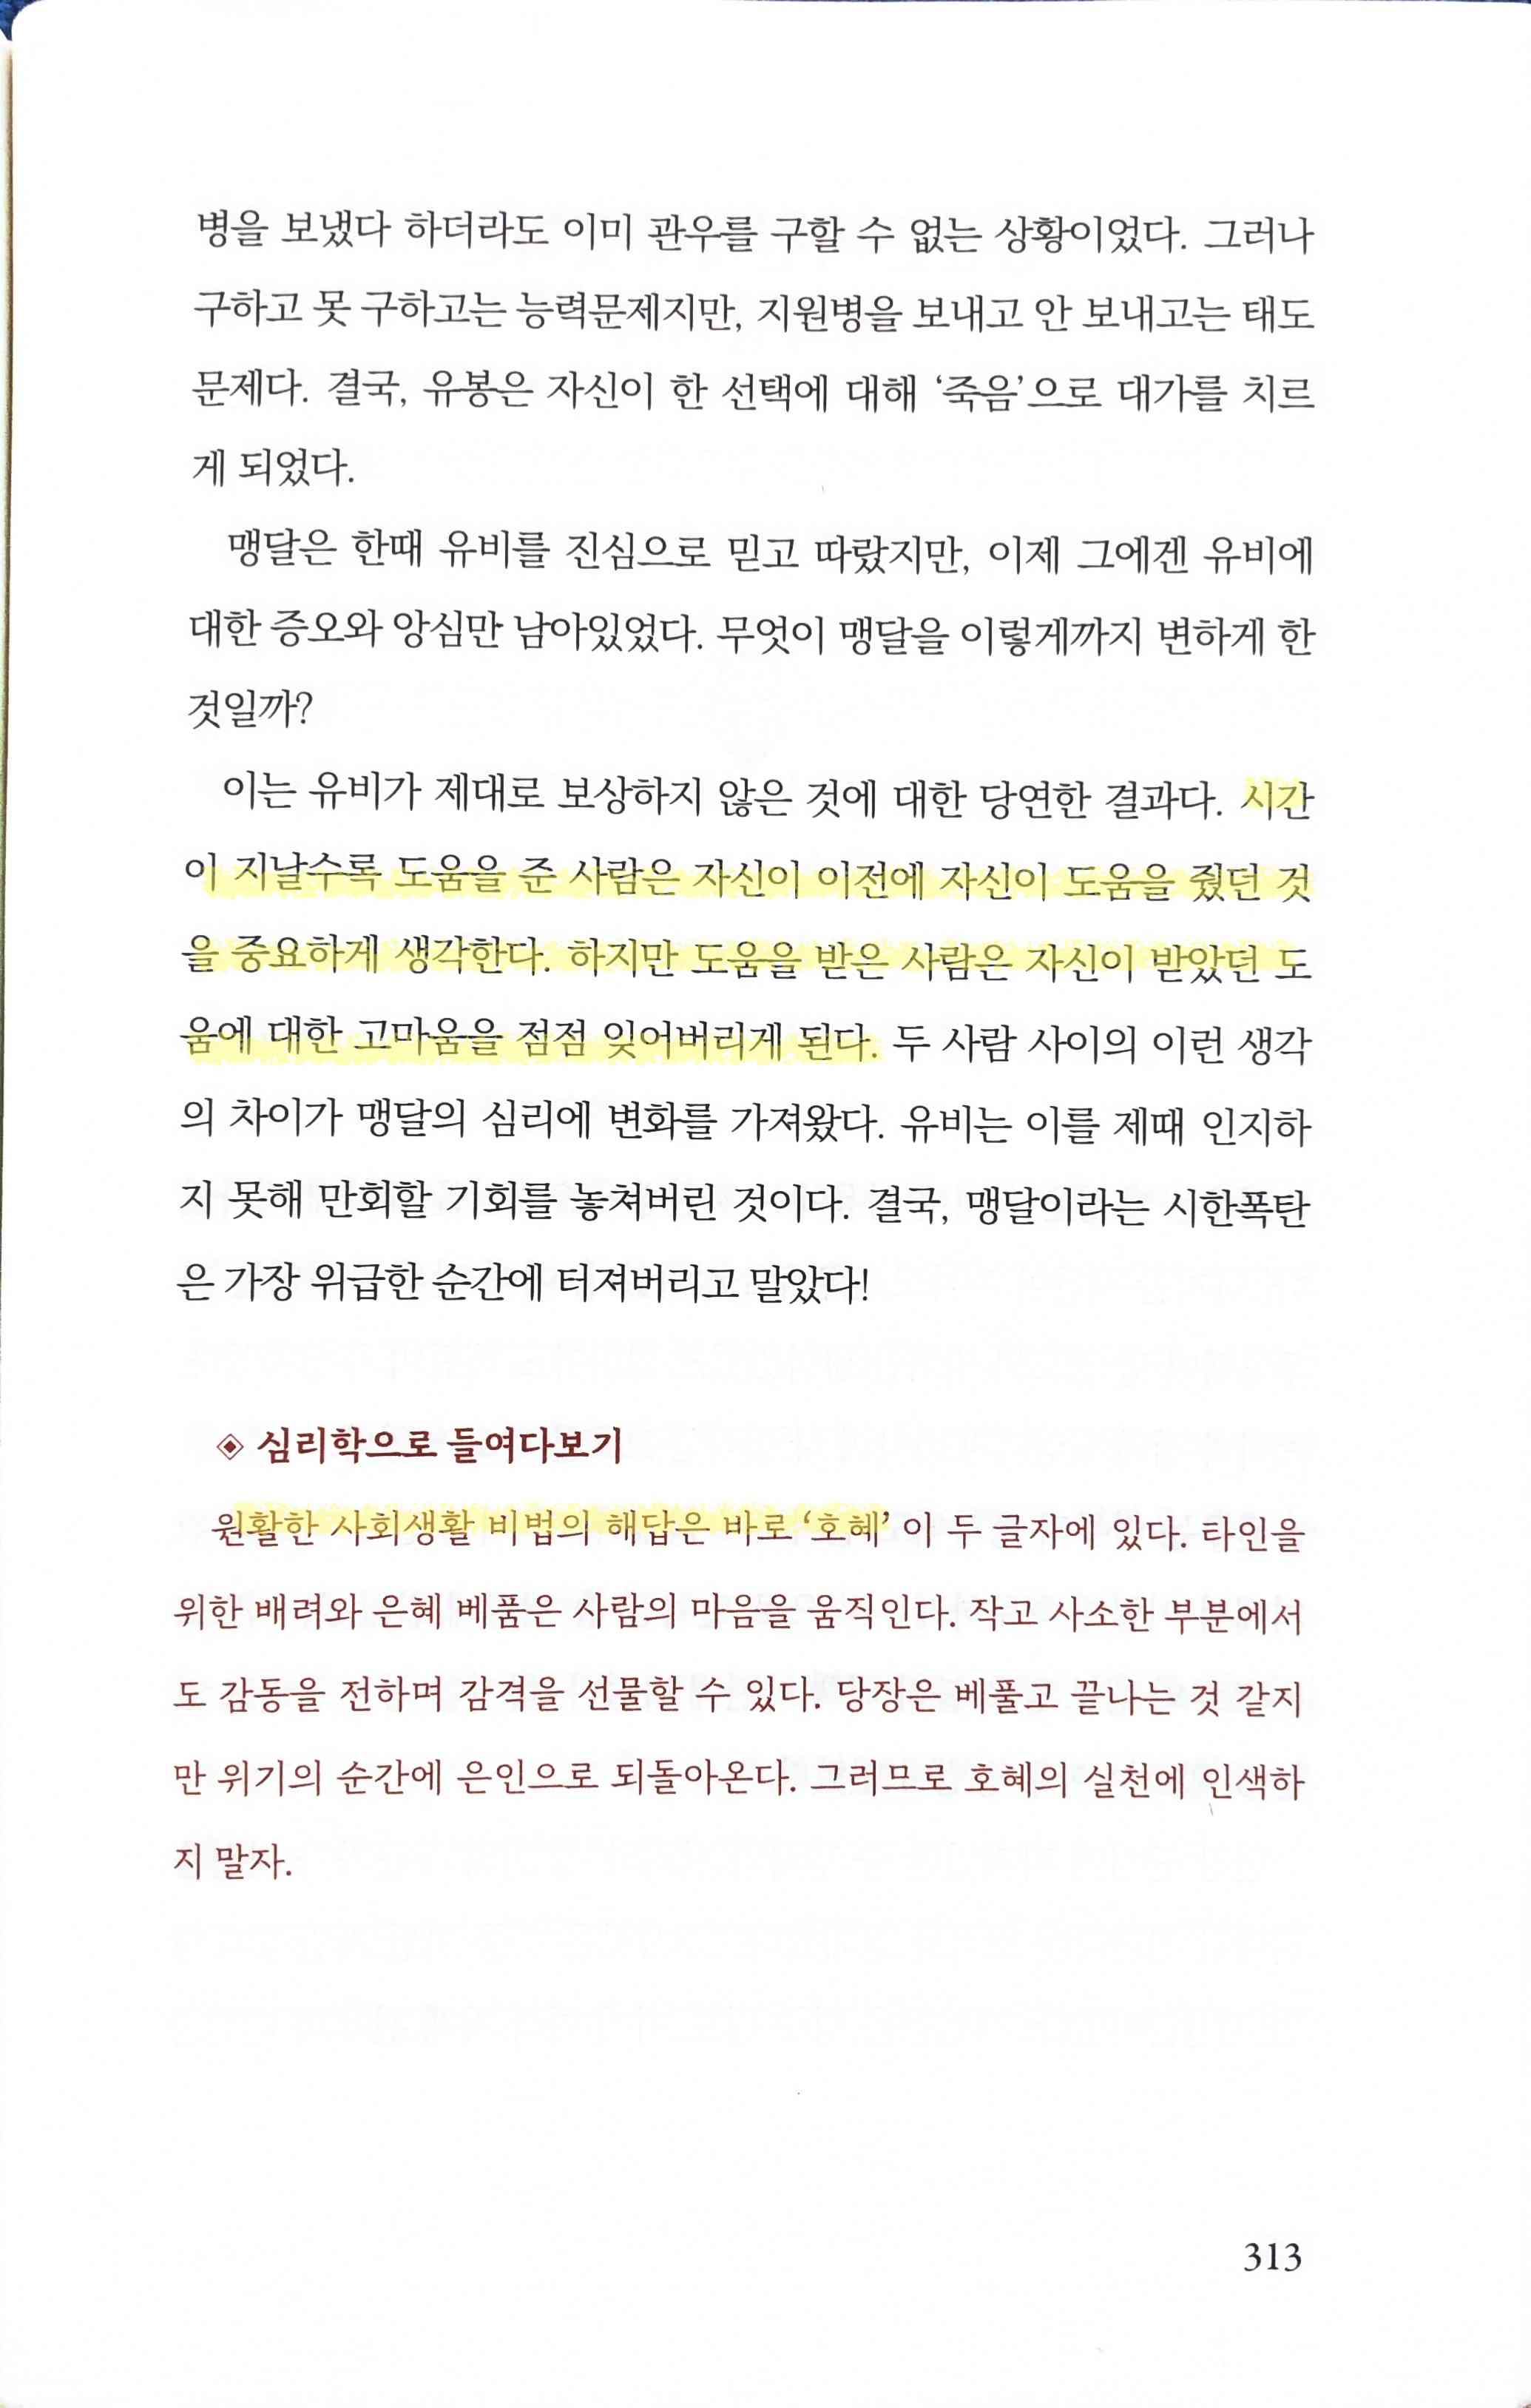 병을 보냈다 하더라도 이미 관우를 구할 수 없는 상황이었다. 그러나
구하고 못 구하고는 능력문제지만, 지원병을 보내고 안 보내고는 태도
문제다. 결국, 유봉은 자신이 한 선택에 대해 ‘죽음’으로 대가를 치르
게 되었다.
맹달은 한때 유비를 진심으로 믿고 따랐지만, 이제 그에겐 유비에
대한 증오와 앙심만 남아있었다. 무엇이 맹달을 이렇게까지 변하게 한
것일까?
이는 유비가 제대로 보상하지 않은 것에 대한 당연한 결과다. 시간
이 지날수록 도움을 준 사람은 자신이 이전에 자신이 도움을 줬던 것
을 중요하게 생각한다. 하지만 도움을 받은 사람은 자신이 받았던 도
움에 대한 고마움을 점점 잊어버리게 된다. 두 사람 사이의 이런 생각
의 차이가 맹달의 심리에 변화를 가져왔다. 유비는 이를 제때 인지하
지 못해 만회할 기회를 놓쳐버린 것이다. 결국, 맹달이라는 시한폭탄
은 가장 위급한 순간에 터져버리고 말았다!
◈ 심리학으로 들여다보기
원활한 사회생활 비법의 해답은 바로 ‘호혜’ 이 두 글자에 있다. 타인을
위한 배려와 은혜 베풂은 사람의 마음을 움직인다. 작고 사소한 부분에서
도 감동을 전하며 감격을 선물할 수 있다. 당장은 베풀고 끝나는 것 같지
만 위기의 순간에 은인으로 되돌아온다. 그러므로 호혜의 실천에 인색하
지 말자.
313